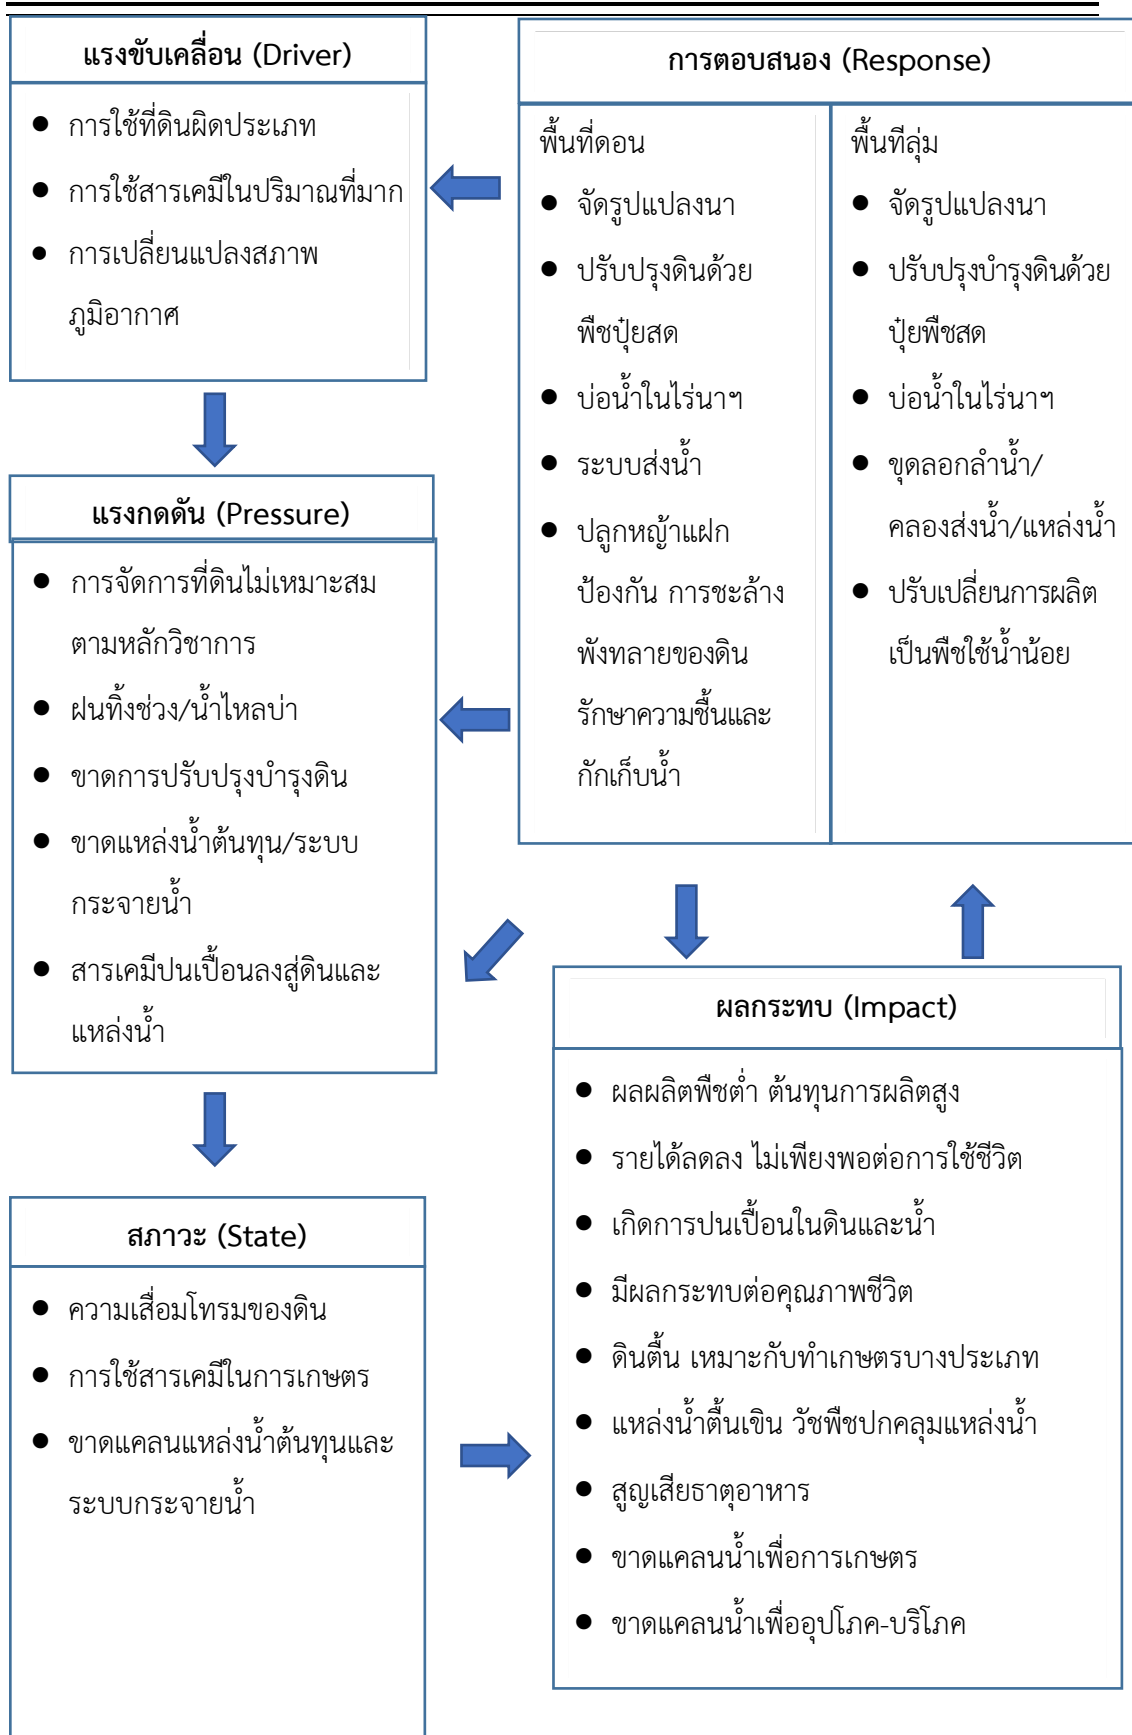 แรงขับเคลื่อน (Driver)
● การใช้ที่ดินผิดประเภท
● การใช้สารเคมีในปริมาณที่มาก
● การเปลี่ยนแปลงสภาพ
ภูมิอากาศ
การตอบสนอง (Response)
พื้นที่ดอน
● จัดรูปแปลงนา
● ปรับปรุงดินด้วย
พืชปุ๋ยสด
● บ่อน้ำในไร่นาฯ
● ระบบส่งน้ำ
● ปลูกหญ้าแฝก
ป้องกัน การชะล้าง
พังทลายของดิน
รักษาความชื้นและ
กักเก็บน้ำ
พื้นทีลุ่ม
● จัดรูปแปลงนา
● ปรับปรุงบำรุงดินด้วย
ปุ๋ยพืชสด
● บ่อน้ำในไร่นาฯ
● ขุดลอกลำน้ำ/
คลองส่งน้ำ/แหล่งน้ำ
● ปรับเปลี่ยนการผลิต
เป็นพืชใช้น้ำน้อย
แรงกดดัน (Pressure)
● การจัดการที่ดินไม่เหมาะสม
ตามหลักวิชาการ
● ฝนทิ้งช่วง/น้ำไหลบ่า
● ขาดการปรับปรุงบำรุงดิน
● ขาดแหล่งน้ำต้นทุน/ระบบ
กระจายน้ำ
● สารเคมีปนเปื้อนลงสู่ดินและ
แหล่งน้ำ
สภาวะ (State)
● ความเสื่อมโทรมของดิน
● การใช้สารเคมีในการเกษตร
● ขาดแคลนแหล่งน้ำต้นทุนและ
ระบบกระจายน้ำ
ผลกระทบ (Impact)
● ผลผลิตพืชต่ำ ต้นทุนการผลิตสูง
● รายได้ลดลง ไม่เพียงพอต่อการใช้ชีวิต
● เกิดการปนเปื้อนในดินและน้ำ
● มีผลกระทบต่อคุณภาพชีวิต
● ดินตื้น เหมาะกับทำเกษตรบางประเภท
● แหล่งน้ำตื้นเขิน วัชพืชปกคลุมแหล่งน้ำ
● สูญเสียธาตุอาหาร
● ขาดแคลนน้ำเพื่อการเกษตร
● ขาดแคลนน้ำเพื่ออุปโภค-บริโภค